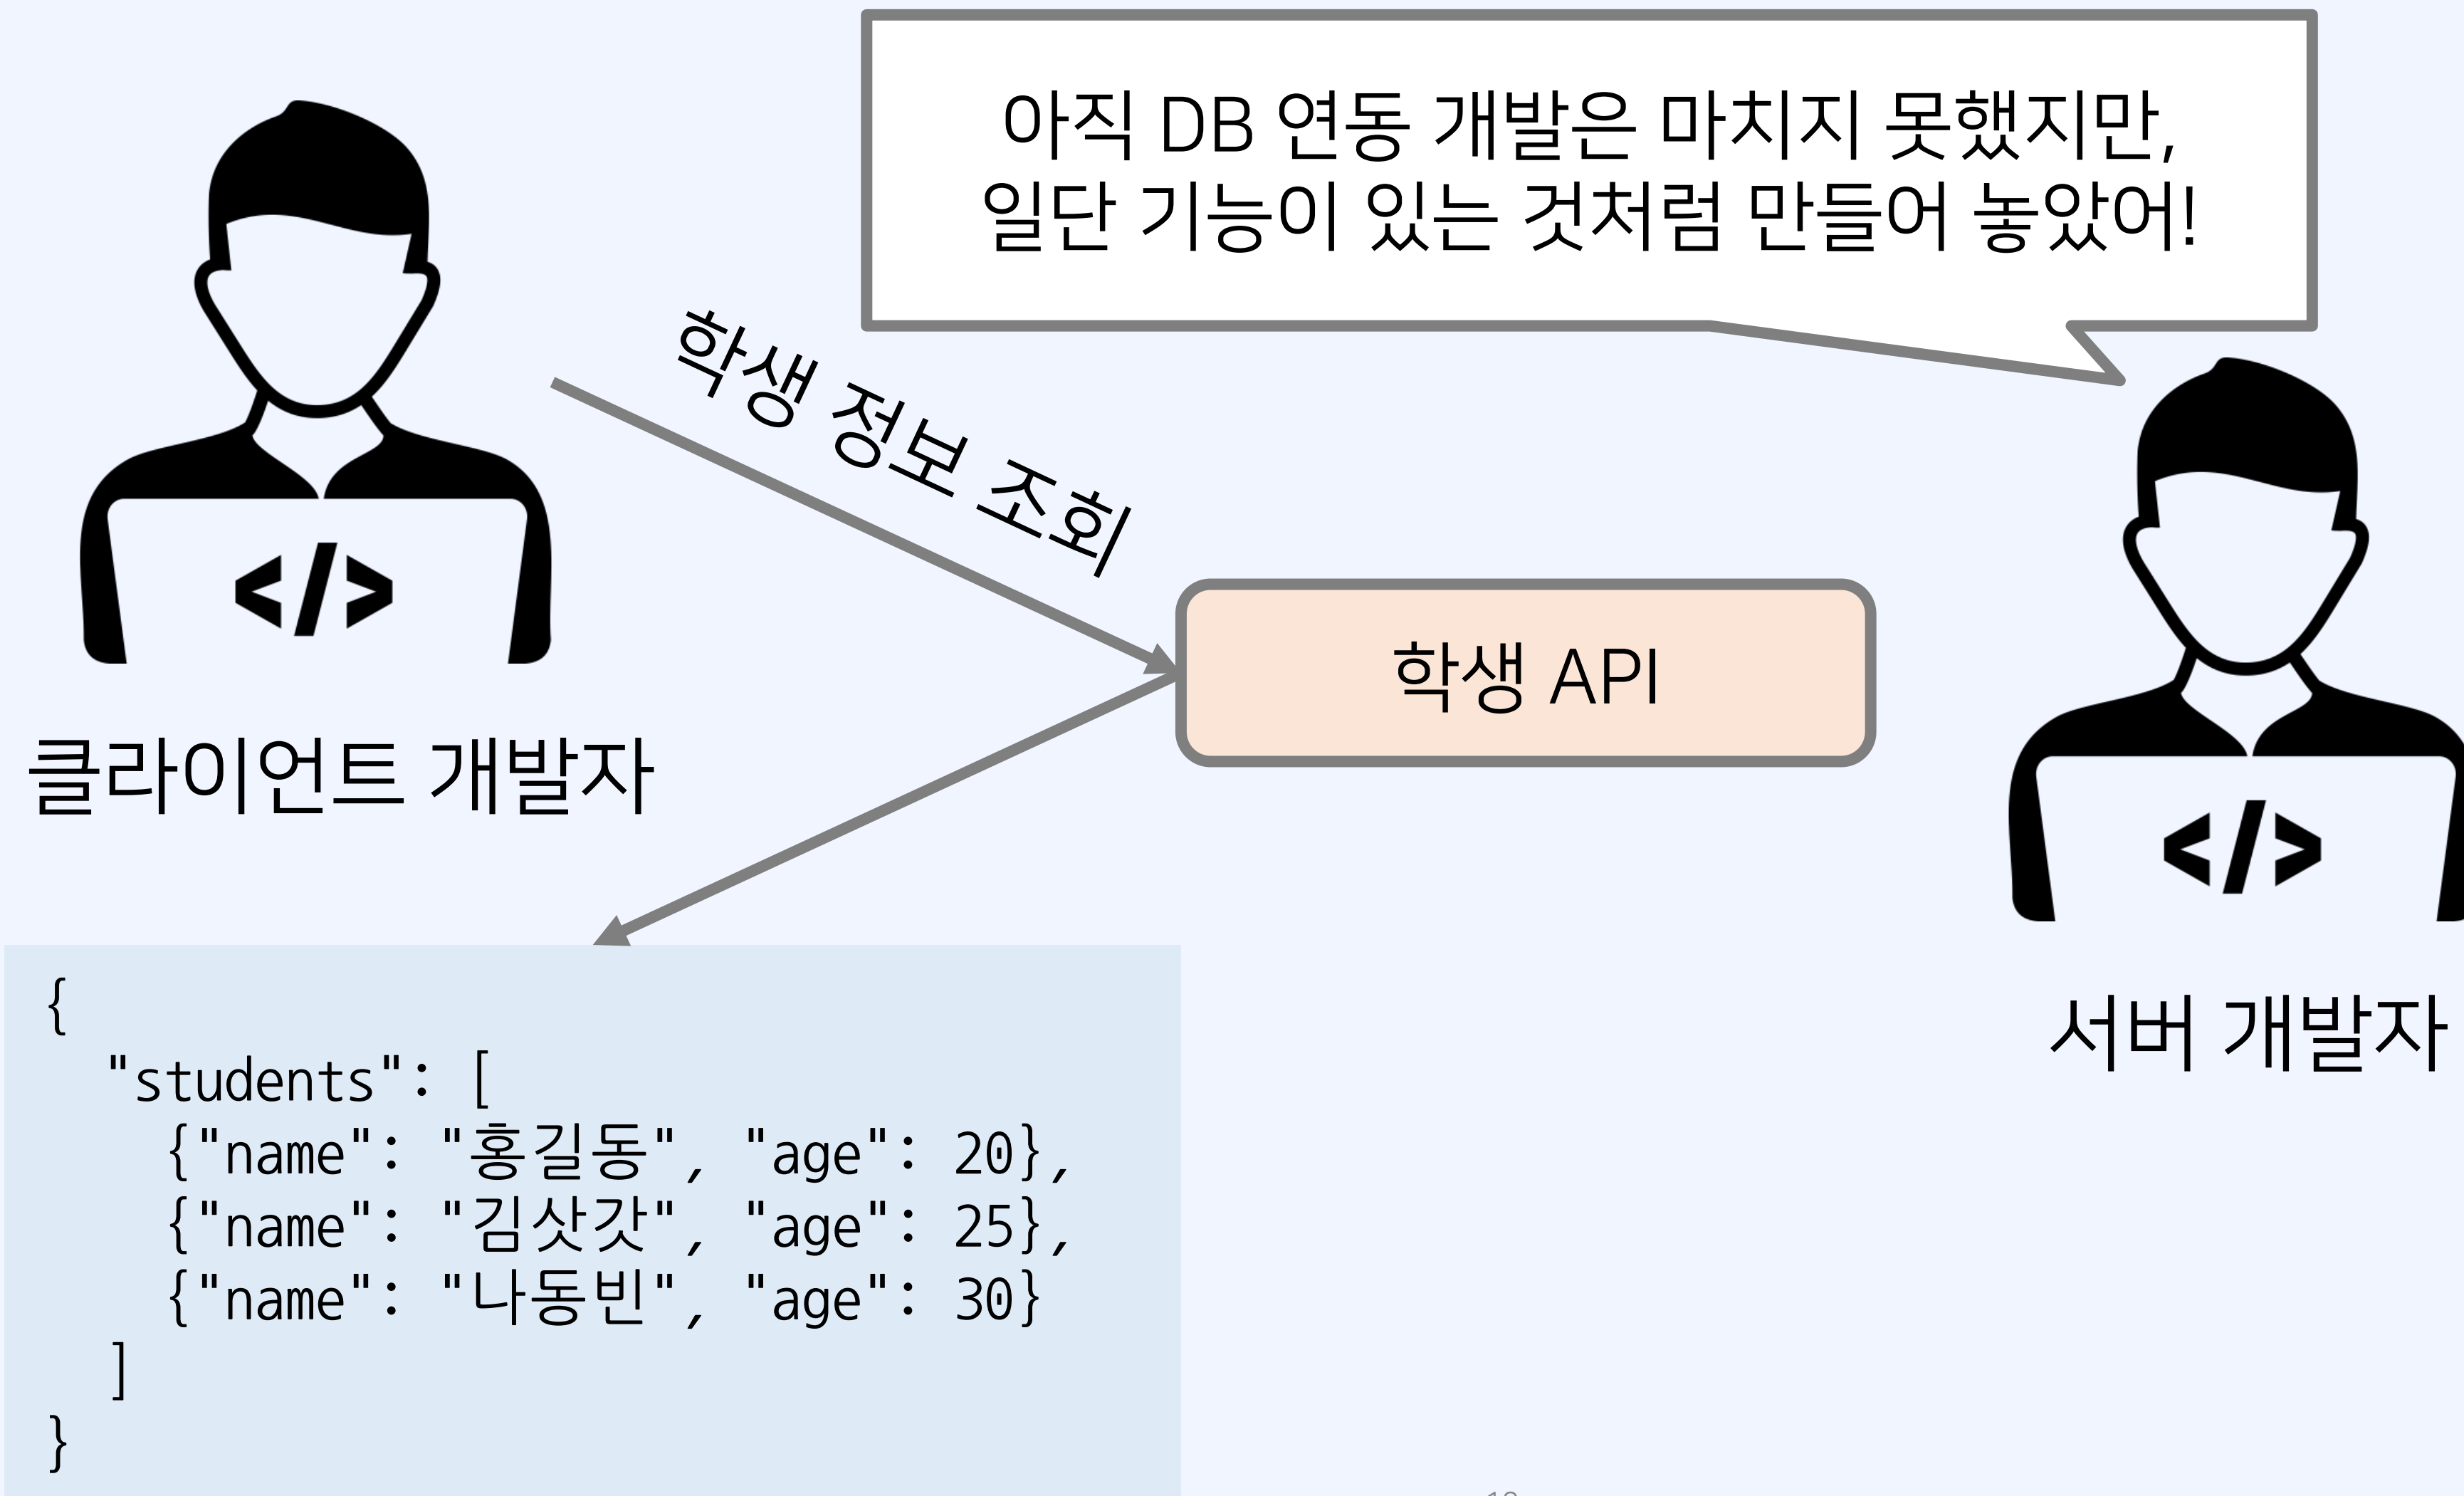 아직 DB 연동 개발은 마치지 못했지만,
일단 기능이 있는 것처럼 만들어 놓았어!
학생 정보 조회
</>
학생 API
클라이언트 개발자
</>
서버 개발자
{
"students": [
{"name": "홍길동", "age": 20},
{"name": "김삿갓", "age": 25},
{"name": "나동빈", "age": 30}
]
}